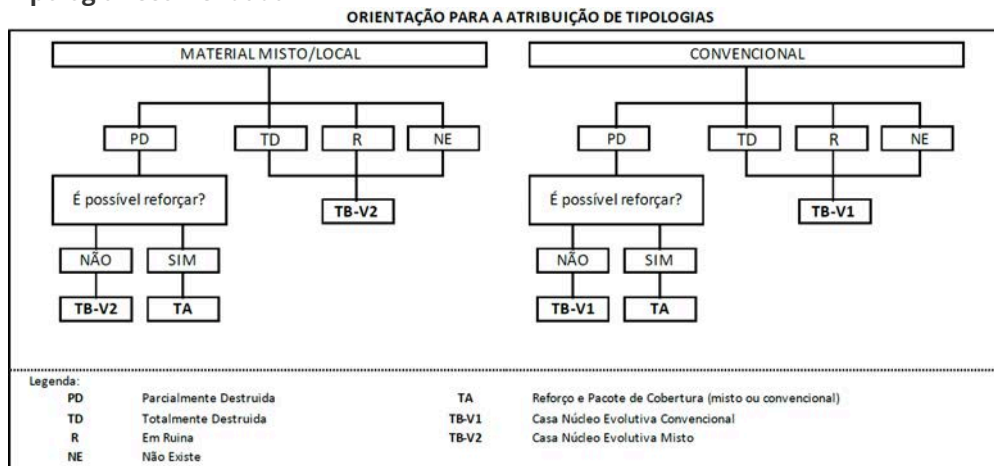 ORIENTAÇÃO PARA A ATRIBUIÇÃO DE TIPOLOGIAS
MATERIAL MISTO/LOCAL
PD TD R NE
É possível reforçar?
TB-V2
NÃO SIM
TB-V2 TA
CONVENCIONAL
PD TD R NE
É possível reforçar?
TB-V1
NÃO SIM
TB-V1 TA
Legenda:
PD Parcialmente Destruida
TD Totalmente Destruida
R Em Ruina
NE Não Existe
TA Reforço e Pacote de Cobertura (misto ou convencional)
TB-V1 Casa Núcleo Evolutiva Convencional
TB-V2 Casa Núcleo Evolutiva Misto